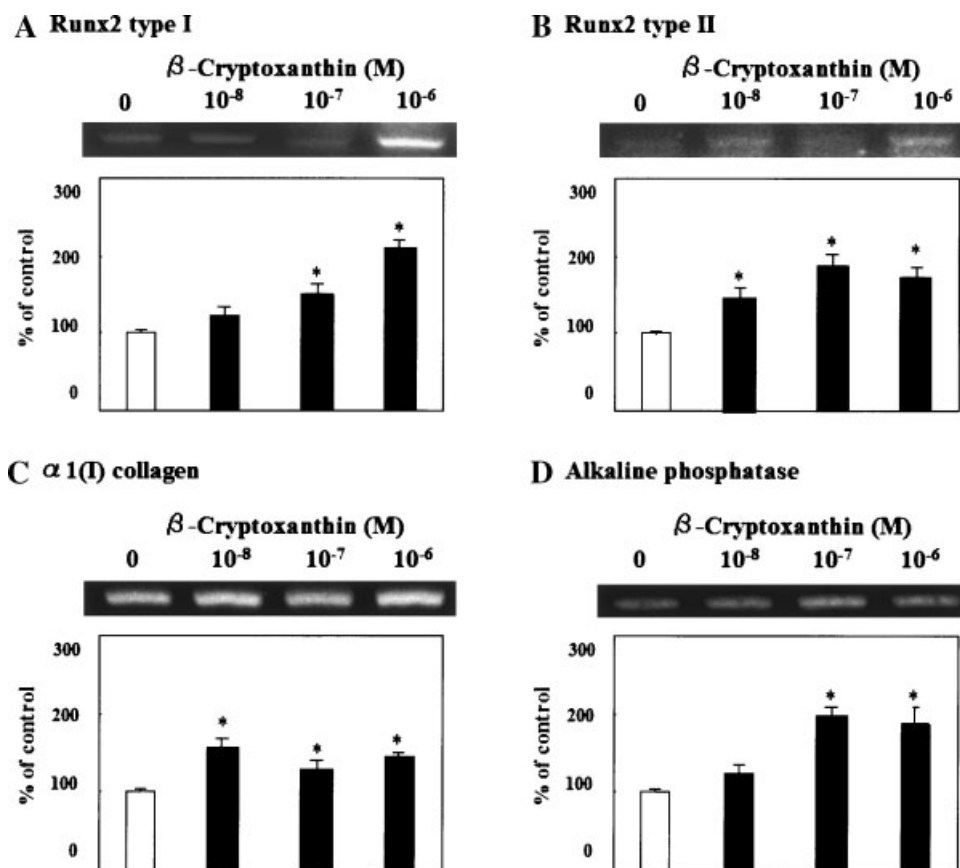 A Runx2 type I
β-Cryptoxanthin (M)
0 10⁻⁸ 10⁻⁷ 10⁻⁶
300
200
100
0
% of control
*
*
B Runx2 type II
β-Cryptoxanthin (M)
0 10⁻⁸ 10⁻⁷ 10⁻⁶
300
200
100
0
% of control
*
*
*
C α1(I) collagen
β-Cryptoxanthin (M)
0 10⁻⁸ 10⁻⁷ 10⁻⁶
300
200
100
0
% of control
*
*
*
D Alkaline phosphatase
β-Cryptoxanthin (M)
0 10⁻⁸ 10⁻⁷ 10⁻⁶
300
200
100
0
% of control
*
*